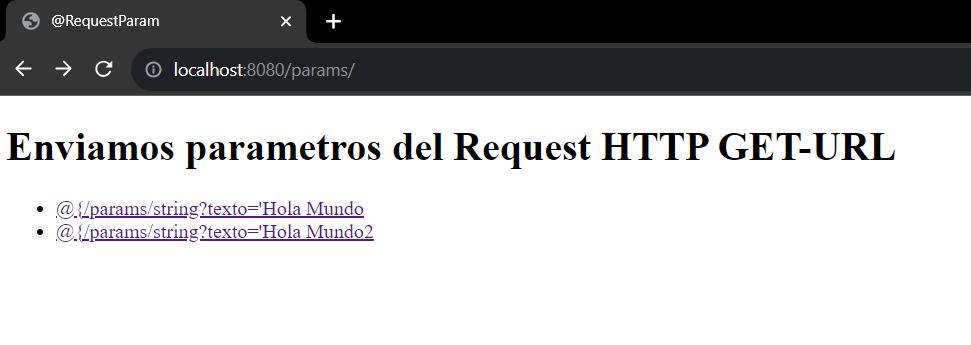 @RequestParam
localhost:8080/params/
Enviamos parametros del Request HTTP GET-URL
@{/params/string?texto='Hola Mundo
@{/params/string?texto='Hola Mundo2